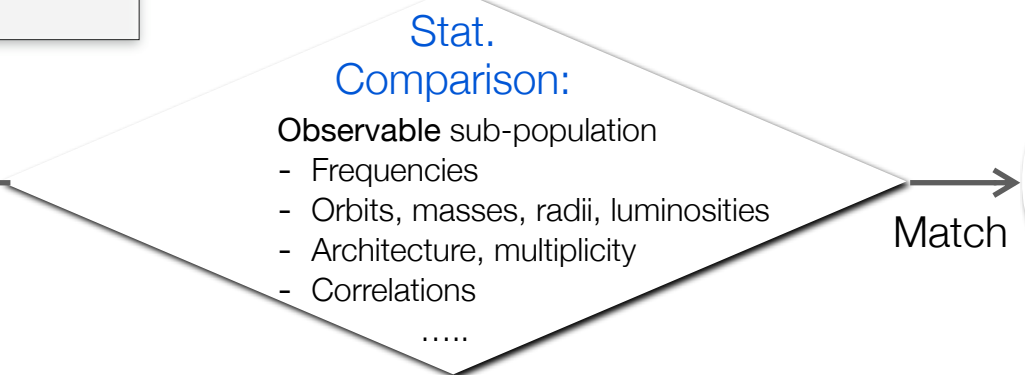 Stat.
Comparison:
Observable sub-population
- Frequencies
- Orbits, masses, radii, luminosities
- Architecture, multiplicity
- Correlations
.....
Match